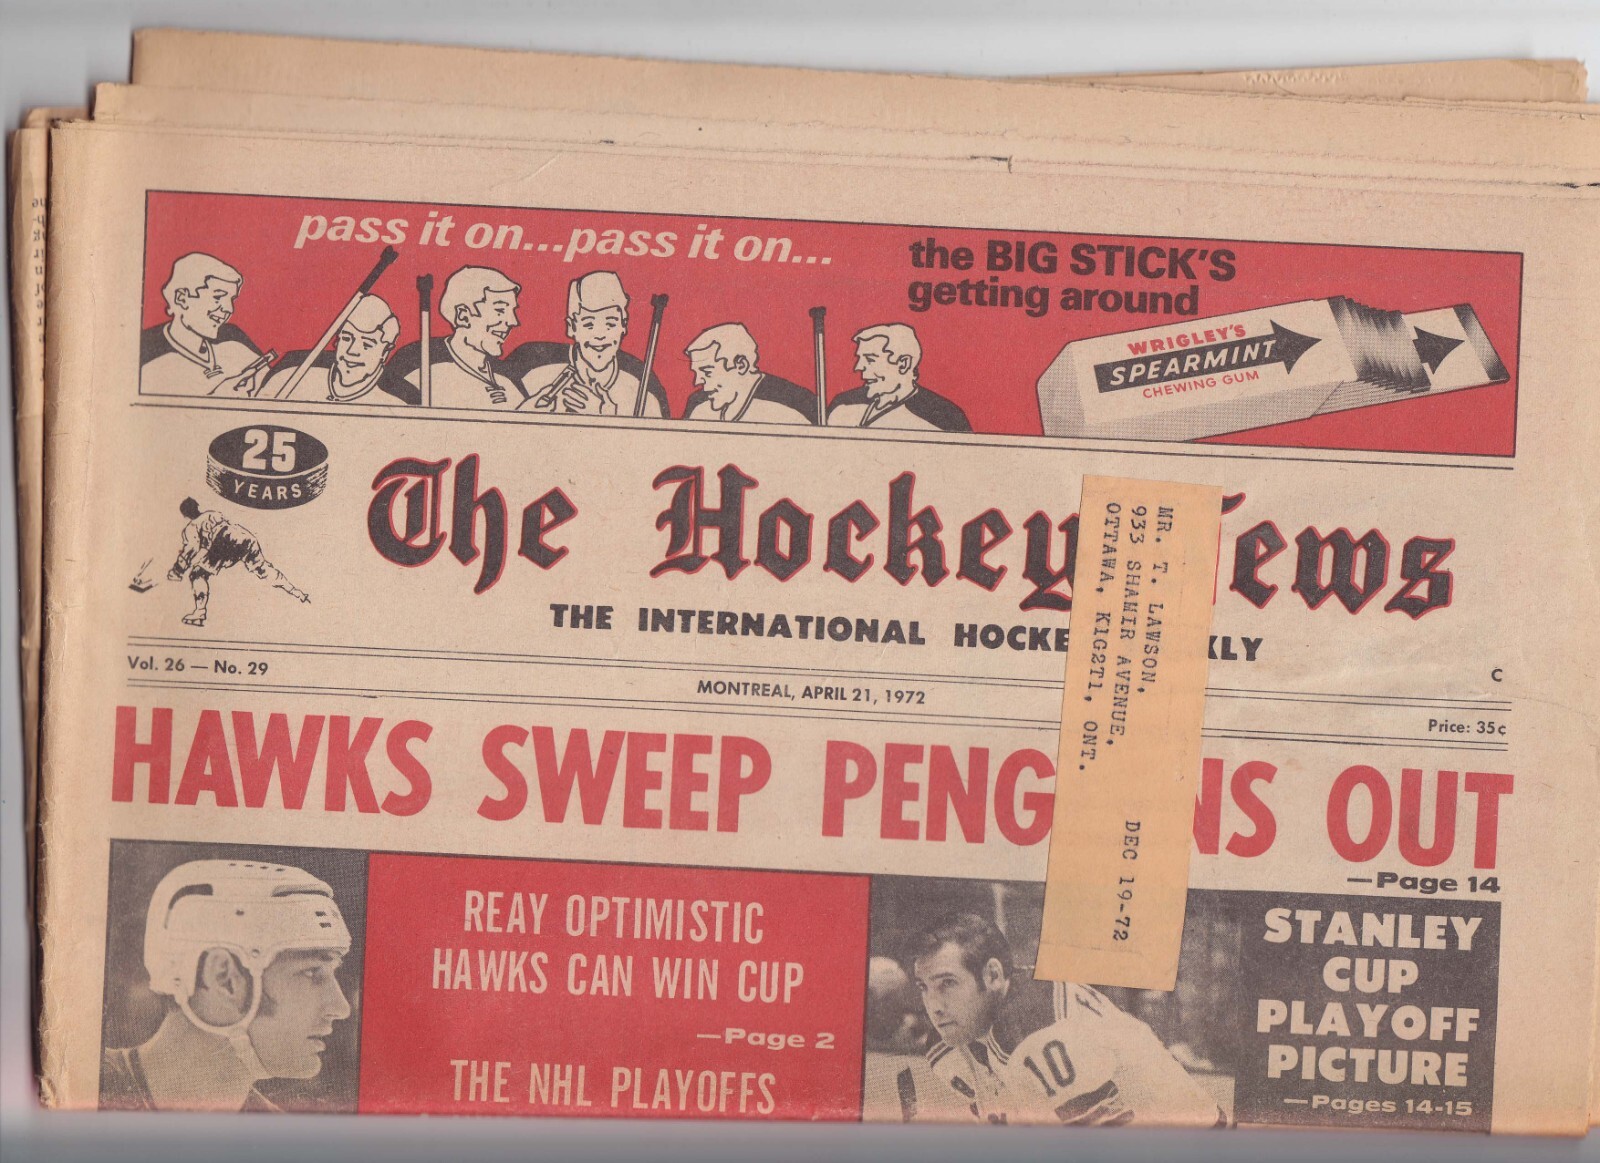 pass it on...pass it on...
the BIG STICK'S
getting around
WRIGLEY'S
SPEARMINT
CHEWING GUM
25
YEARS
The Hockey News
THE INTERNATIONAL HOCKE KLY
Vol. 26 — No. 29
MONTREAL, APRIL 21, 1972
C
Price: 35c
MR. T. LAWSON,
933 SHAMIR AVENUE,
OTTAWA, K1G2T1, ONT.
DEC 19-72
HAWKS SWEEP PENG NS OUT
—Page 14
REAY OPTIMISTIC
HAWKS CAN WIN CUP
—Page 2
THE NHL PLAYOFFS
10
STANLEY
CUP
PLAYOFF
PICTURE
—Pages 14-15